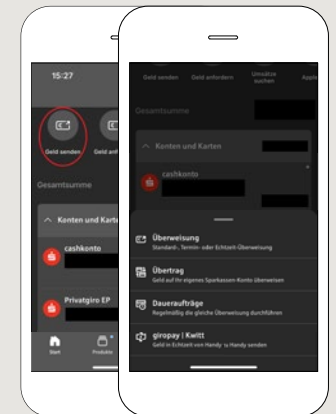 15:27
Geld senden
Geld anf
Gesamtsumme
Konten und Karte
cashkonto
Privatgiro EP
Start
Produkte
Geld senden
Geld anfordern
Umsätze suchen
Apple
Gesamtsumme
Konten und Karten
cashkonto
Überweisung
Standard-, Termin- oder Echtzeit-Überweisung
Übertrag
Geld auf Ihr eigenes Sparkassen-Konto überweisen
Daueraufträge
Regelmäßig die gleiche Überweisung durchführen
giropay | Kwitt
Geld in Echtzeit von Handy zu Handy senden